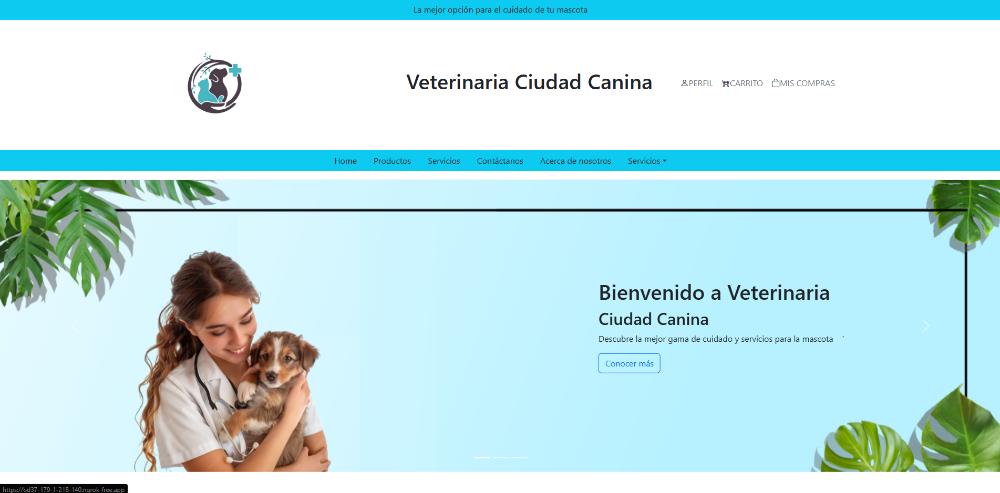 La mejor opción para el cuidado de tu mascota
Veterinaria Ciudad Canina
PERFIL CARRITO MIS COMPRAS
Home Productos Servicios Contáctanos Acerca de nosotros Servicios
Bienvenido a Veterinaria
Ciudad Canina
Descubre la mejor gama de cuidado y servicios para la mascota
Conocer más
https://bd37-179-1-218-140.ngrok-free.app